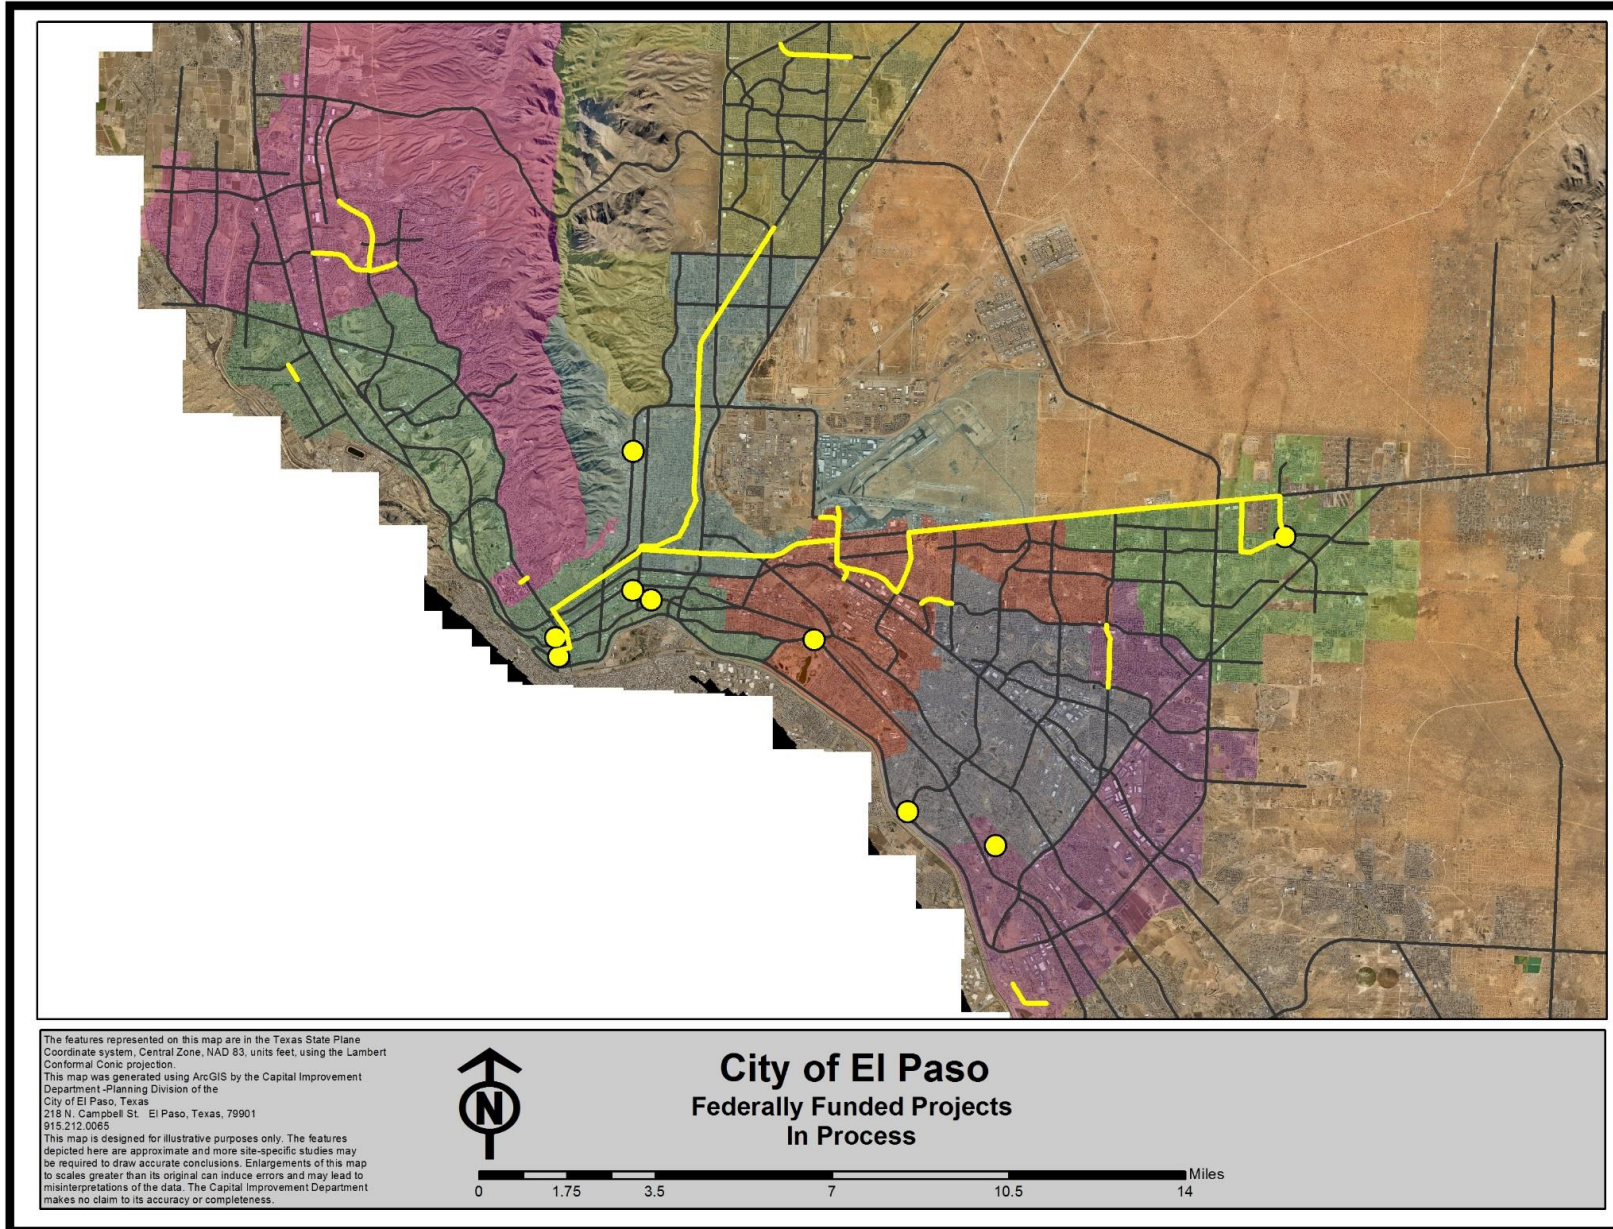 The features represented on this map are in the Texas State Plane
Coordinate system, Central Zone, NAD 83, units feet, using the Lambert
Conformal Conic projection.
This map was generated using ArcGIS by the Capital Improvement
Department -Planning Division of the
City of El Paso, Texas
218 N. Campbell St. El Paso, Texas, 79901
915.212.0065
This map is designed for illustrative purposes only. The features
depicted here are approximate and more site-specific studies may
be required to draw accurate conclusions. Enlargements of this map
to scales greater than its original can induce errors and may lead to
misinterpretations of the data. The Capital Improvement Department
makes no claim to its accuracy or completeness.
N
City of El Paso
Federally Funded Projects
In Process
Miles
0 1.75 3.5 7 10.5 14